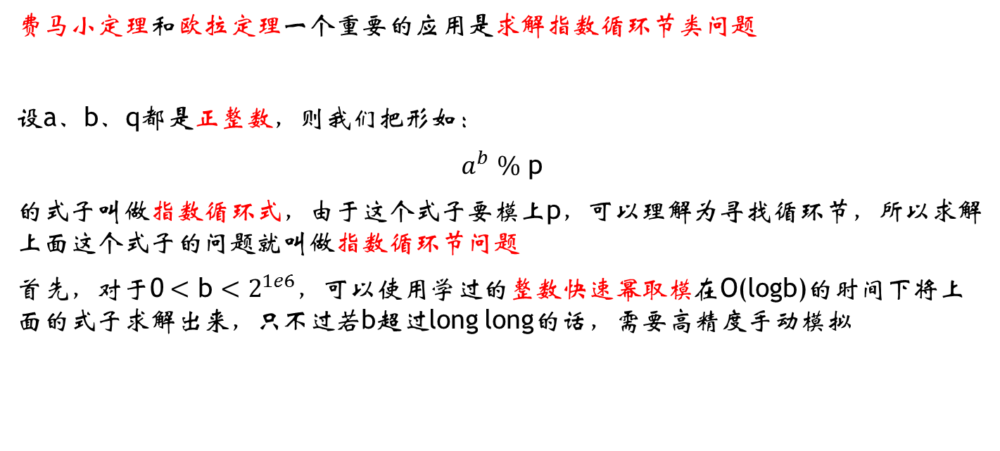 费马小定理和欧拉定理一个重要的应用是求解指数循环节类问题
设a、b、q都是正整数，则我们把形如：
a^b % p
的式子叫做指数循环式，由于这个式子要模上p，可以理解为寻找循环节，所以求解
上面这个式子的问题就叫做指数循环节问题
首先，对于0 < b < 2^{1e6}，可以使用学过的整数快速幂取模在O(logb)的时间下将上
面的式子求解出来，只不过若b超过long long的话，需要高精度手动模拟